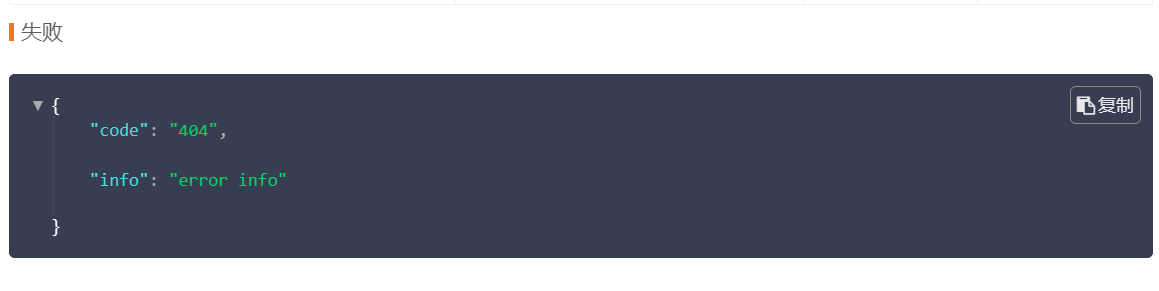 失败
{
"code": "404",
"info": "error info"
}
复制